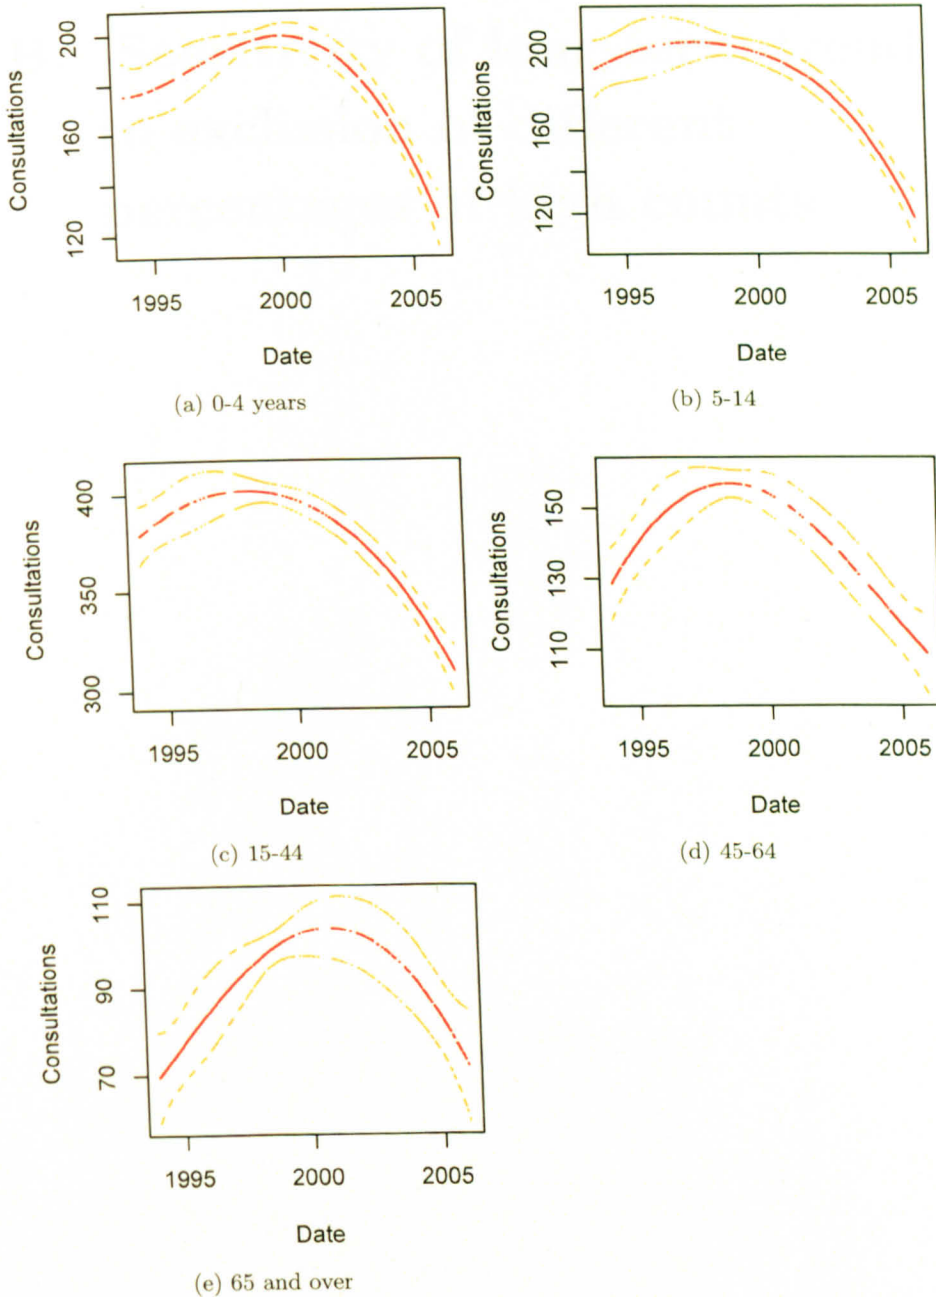 Consultations
200
160
120
1995 2000 2005
Date
(a) 0-4 years
Consultations
200
160
120
1995 2000 2005
Date
(b) 5-14
Consultations
400
350
300
1995 2000 2005
Date
(c) 15-44
Consultations
150
130
110
1995 2000 2005
Date
(d) 45-64
Consultations
110
90
70
1995 2000 2005
Date
(e) 65 and over